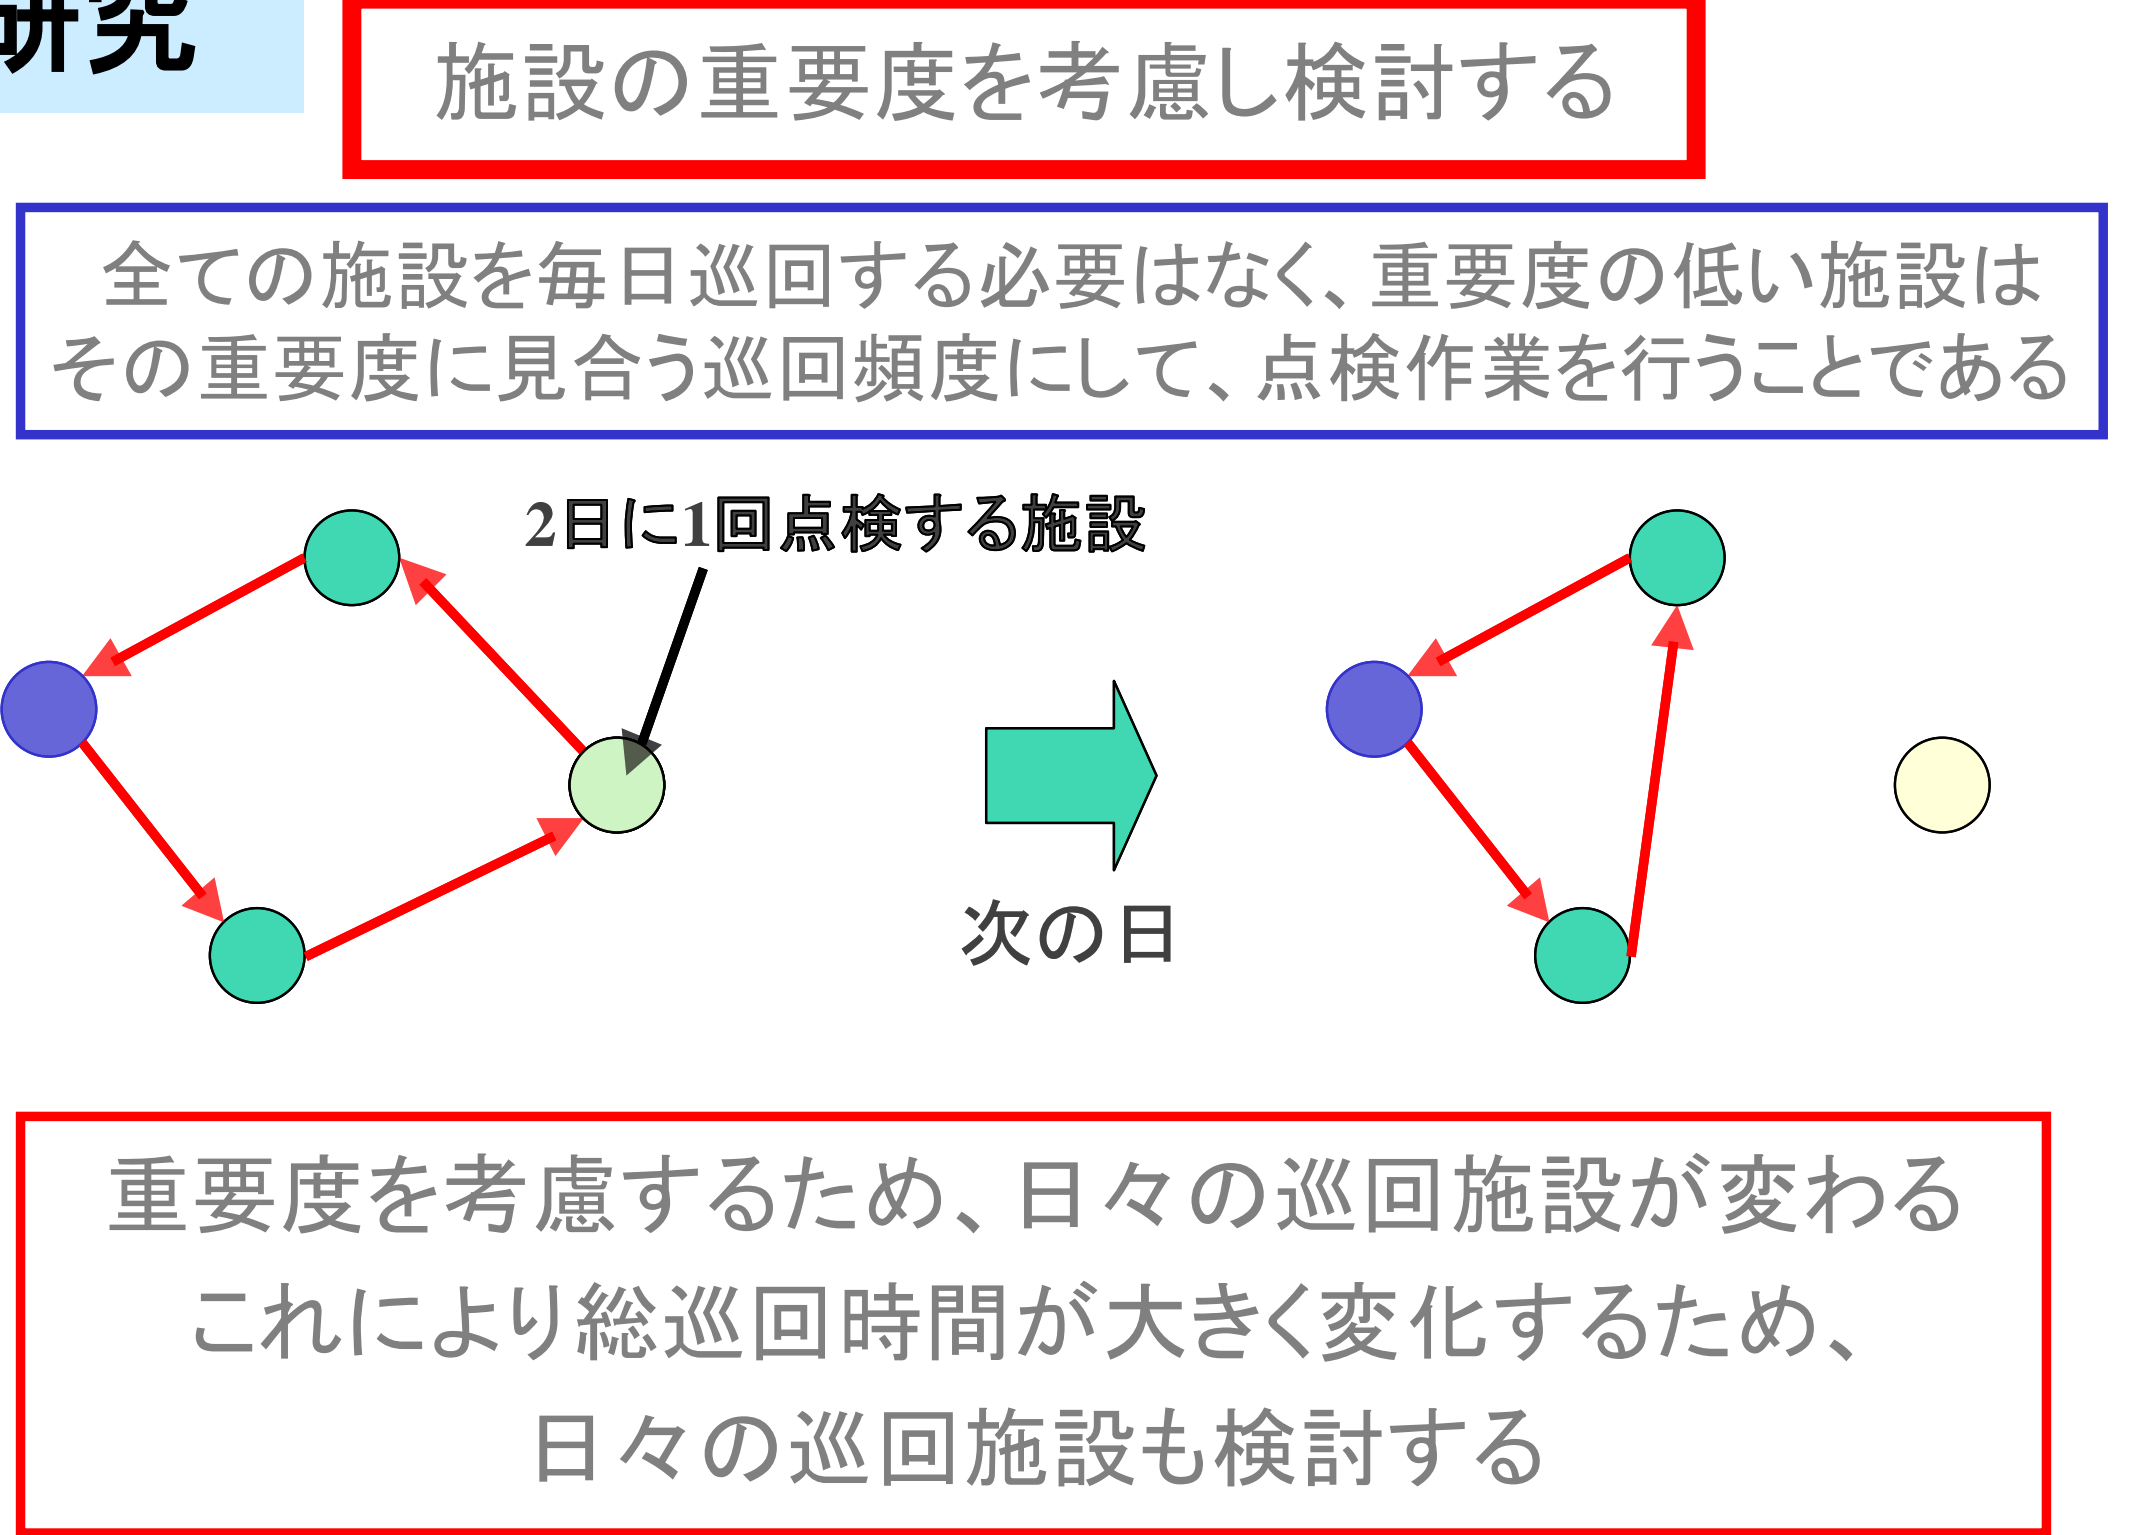 研究
施設の重要度を考慮し検討する
全ての施設を毎日巡回する必要はなく、重要度の低い施設は
その重要度に見合う巡回頻度にして、点検作業を行うことである
2日に1回点検する施設
次の日
重要度を考慮するため、日々の巡回施設が変わる
これにより総巡回時間が大きく変化するため、
日々の巡回施設も検討する